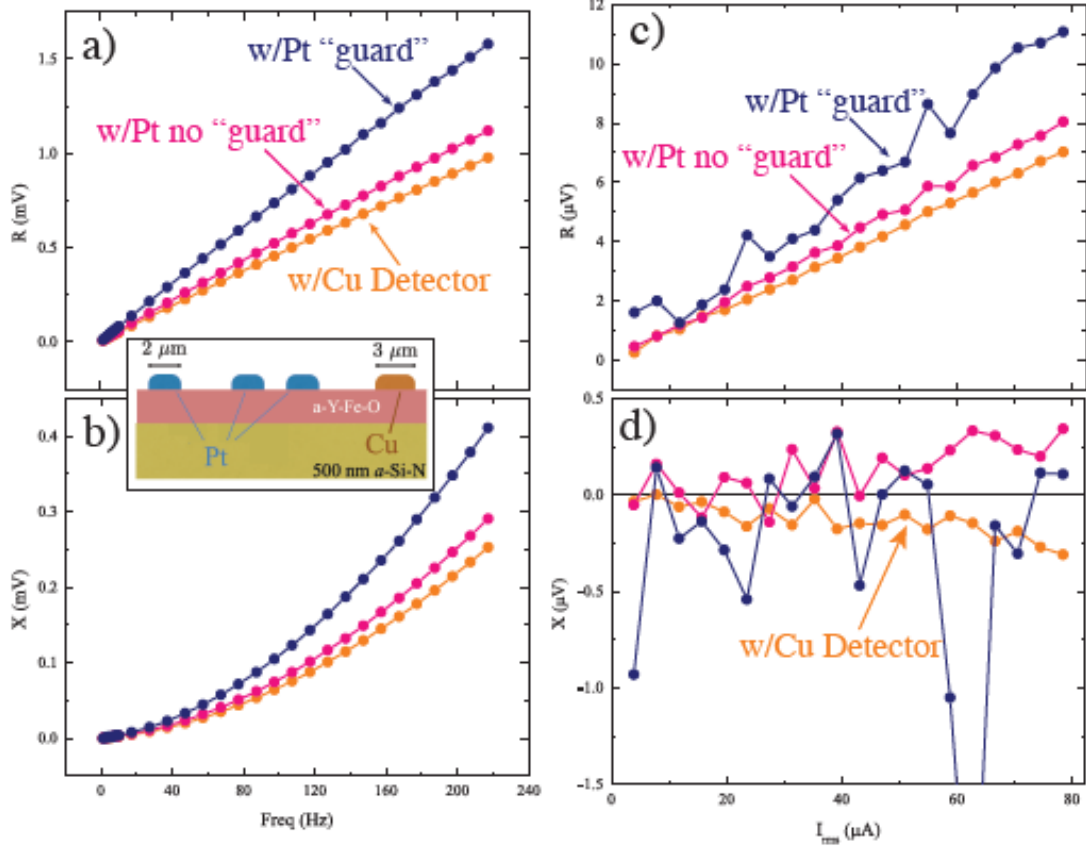 a)
w/Pt “guard”
w/Pt no “guard”
w/Cu Detector
R (mV)
1.5
1.0
0.5
0.0
c)
w/Pt “guard”
w/Pt no “guard”
R (μV)
12
10
8
6
4
2
0
2 μm
3 μm
a-Y-Fe-O
Pt
Cu
500 nm a-Si-N
b)
X (mV)
0.4
0.3
0.2
0.1
0.0
0 40 80 120 160 200 240
Freq (Hz)
d)
w/Cu Detector
X (μV)
0.5
0.0
-0.5
-1.0
-1.5
0 20 40 60 80
Irms (μA)